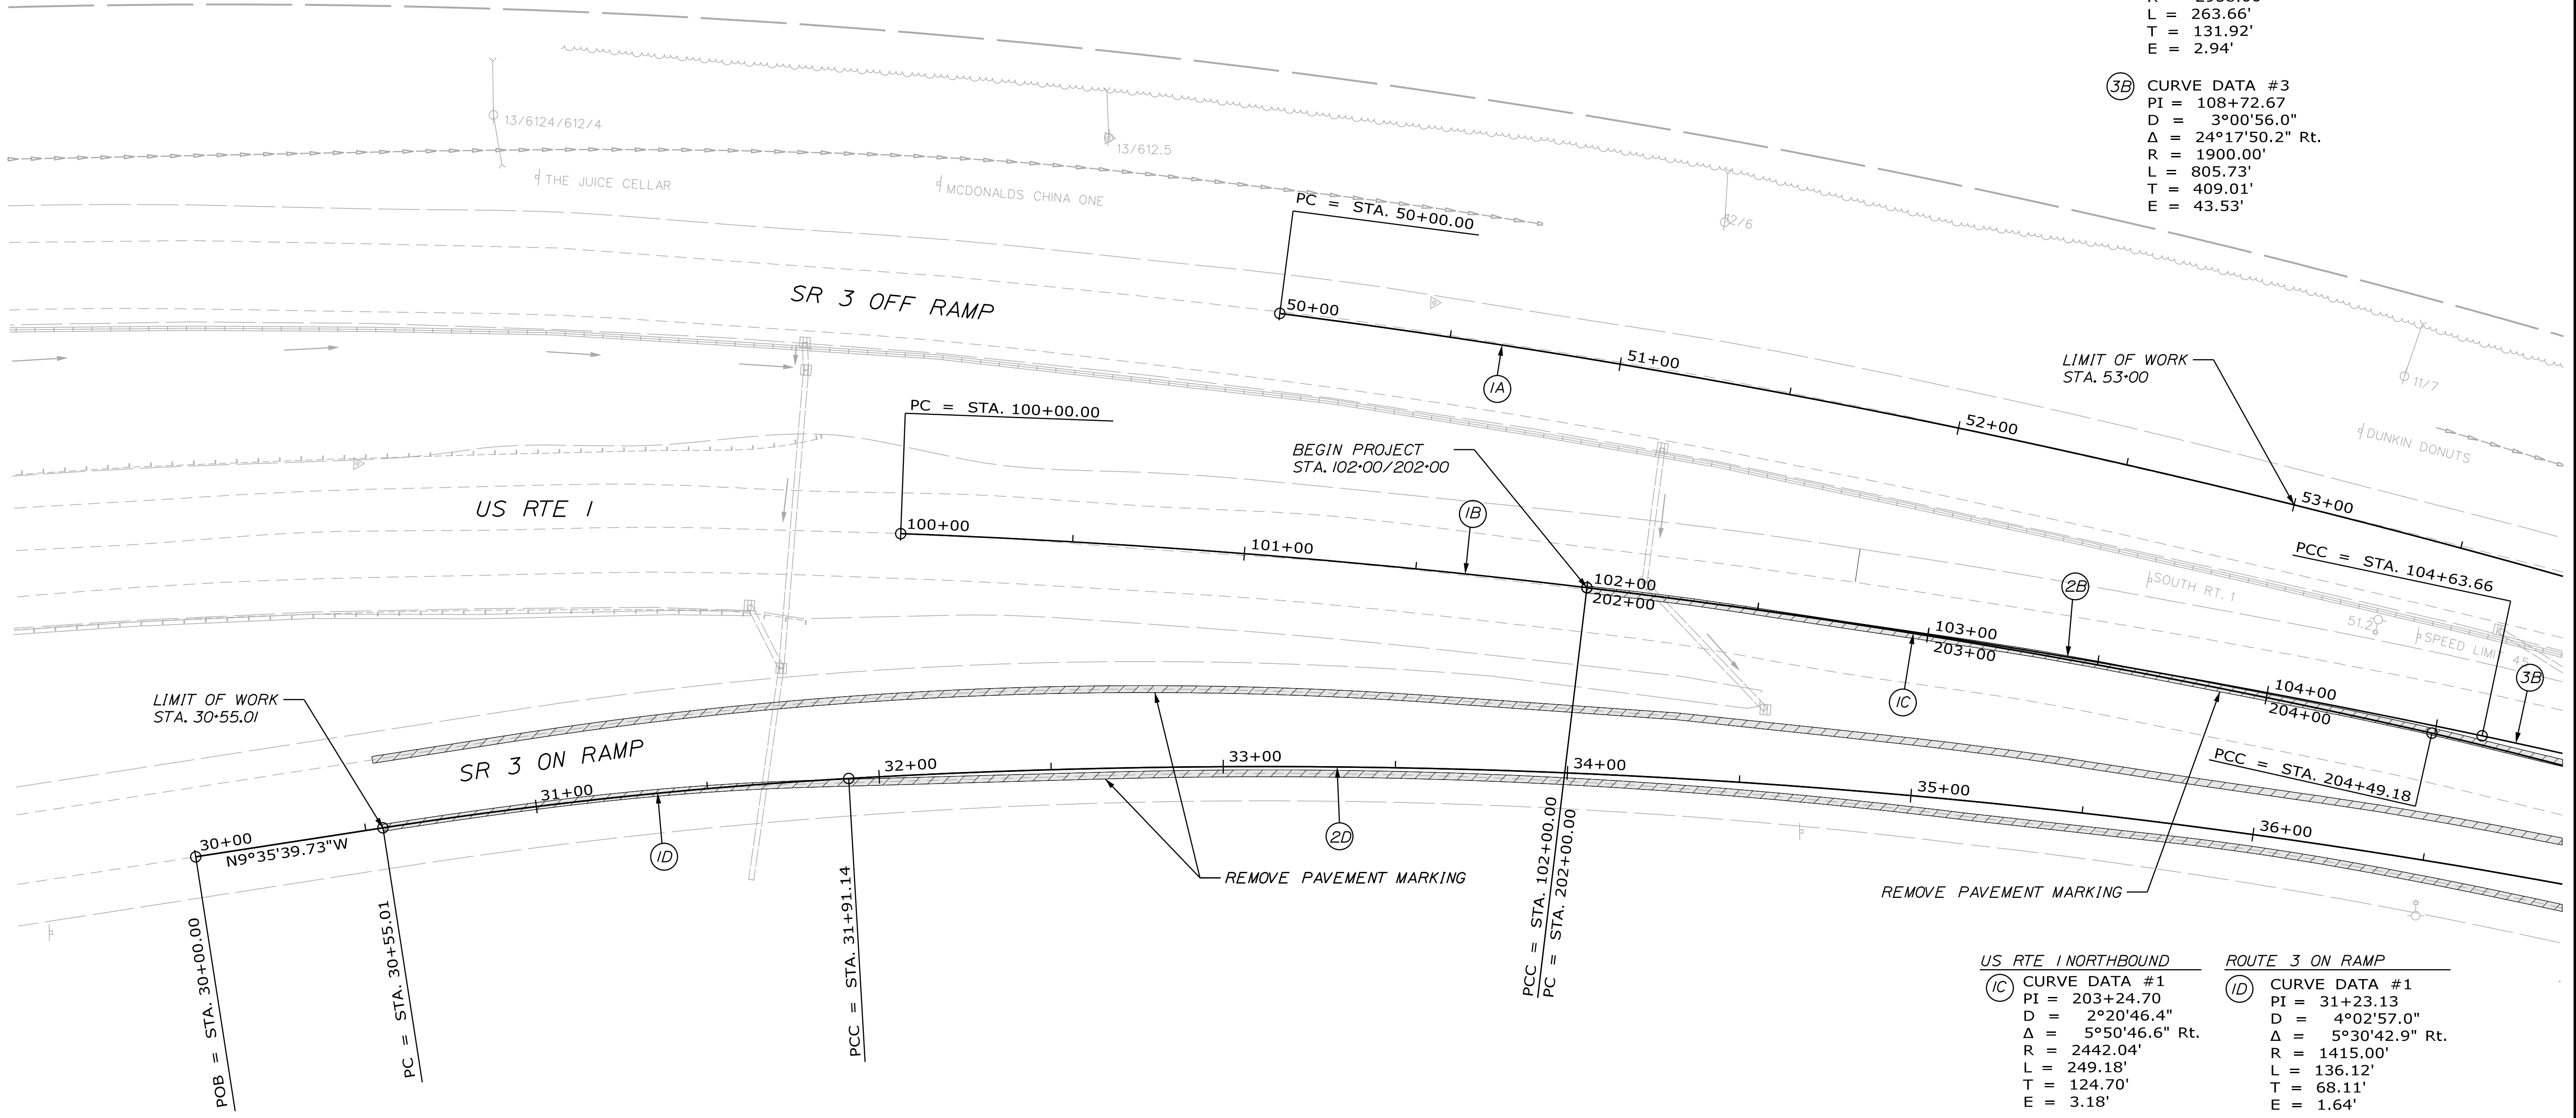 L = 263.66'
T = 131.92'
E = 2.94'
3B CURVE DATA #3
PI = 108+72.67
D = 3°00'56.0"
Δ = 24°17'50.2" Rt.
R = 1900.00'
L = 805.73'
T = 409.01'
E = 43.53'
13/6124/612/4
13/612.5
THE JUICE CELLAR
MCDONALDS CHINA ONE
12/6
PC = STA. 50+00.00
SR 3 OFF RAMP
50+00
51+00
52+00
53+00
1A
LIMIT OF WORK
STA. 53+00
11/7
DUNKIN DONUTS
PC = STA. 100+00.00
BEGIN PROJECT
STA. 102+00/202+00
US RTE 1
100+00
101+00
1B
102+00
202+00
PCC = STA. 104+63.66
2B
SOUTH RT. 1
51.2
SPEED LIMIT 45
103+00
203+00
1C
104+00
204+00
3B
PCC = STA. 204+49.18
LIMIT OF WORK
STA. 30+55.01
SR 3 ON RAMP
30+00
N9°35'39.73"W
31+00
32+00
33+00
34+00
35+00
36+00
1D
2D
REMOVE PAVEMENT MARKING
REMOVE PAVEMENT MARKING
POB = STA. 30+00.00
PC = STA. 30+55.01
PCC = STA. 31+91.14
PCC = STA. 102+00.00
PC = STA. 202+00.00
US RTE 1 NORTHBOUND
1C CURVE DATA #1
PI = 203+24.70
D = 2°20'46.4"
Δ = 5°50'46.6" Rt.
R = 2442.04'
L = 249.18'
T = 124.70'
E = 3.18'
ROUTE 3 ON RAMP
1D CURVE DATA #1
PI = 31+23.13
D = 4°02'57.0"
Δ = 5°30'42.9" Rt.
R = 1415.00'
L = 136.12'
T = 68.11'
E = 1.64'